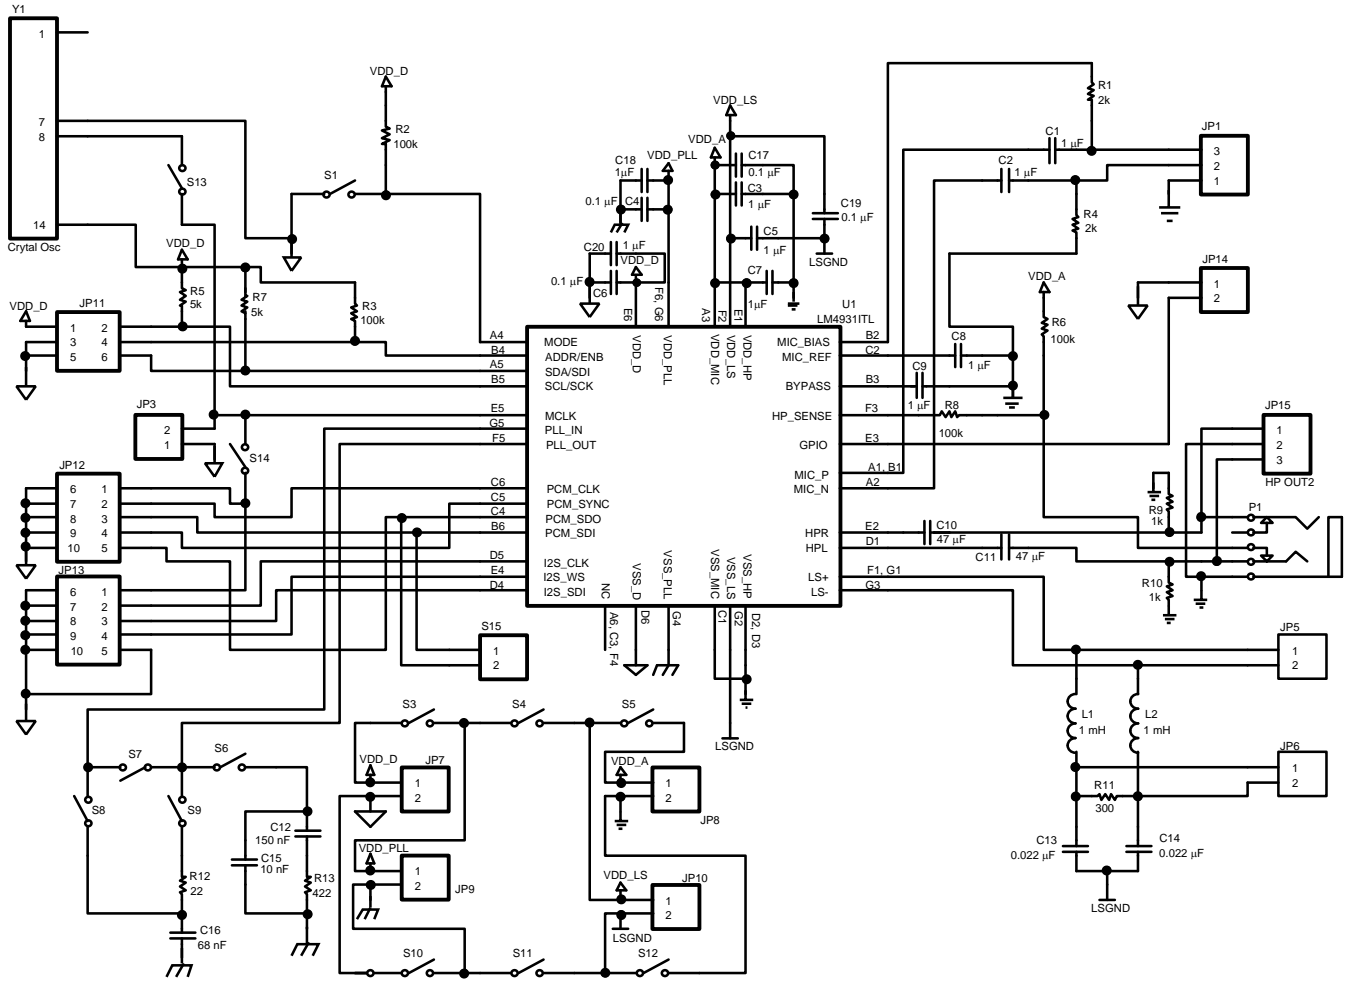 Y1
1
7
8
14
Crytal Osc
S13
VDD_D
R2
100k
S1
VDD_D
R5
5k
R7
5k
R3
100k
VDD_D
JP11
1 2
3 4
5 6
JP3
2
1
S14
JP12
6 1
7 2
8 3
9 4
10 5
JP13
6 1
7 2
8 3
9 4
10 5
C18
1µF
VDD_PLL
0.1 µF
C4
C20
1 µF
VDD_D
0.1 µF
C6
E6
F6, G6
VDD_LS
VDD_A
C17
0.1 µF
C3
1 µF
C19
0.1 µF
C5
1 µF
LSGND
C7
1µF
A3
F2
E1
U1
LM4931ITL
A4
MODE
B4
ADDR/ENB
A5
SDA/SDI
B5
SCL/SCK
E5
MCLK
G5
PLL_IN
F5
PLL_OUT
C6
PCM_CLK
C5
PCM_SYNC
C4
PCM_SDO
B6
PCM_SDI
D5
I2S_CLK
E4
I2S_WS
D4
I2S_SDI
VDD_D
VDD_PLL
VDD_MIC
VDD_LS
VDD_HP
MIC_BIAS
B2
MIC_REF
C2
BYPASS
B3
HP_SENSE
F3
GPIO
E3
MIC_P
A1, B1
MIC_N
A2
HPR
E2
HPL
D1
LS+
F1, G1
LS-
G3
NC
VSS_D
VSS_PLL
VSS_MIC
VSS_LS
VSS_HP
A6, C3, F4
D6
G4
C1
G2
D2, D3
LSGND
R1
2k
C1
1 µF
C2
1 µF
JP1
3
2
1
R4
2k
JP14
1
2
VDD_A
R6
100k
C8
1 µF
C9
1 µF
R8
100k
JP15
1
2
3
HP OUT2
R9
1k
P1
C10
47 µF
C11
47 µF
R10
1k
S15
1
2
JP5
1
2
L1
1 mH
L2
1mH
JP6
1
2
R11
300
C13
0.022 µF
C14
0.022 µF
LSGND
S7
S6
S8
S9
C12
150 nF
C15
10 nF
R12
22
R13
422
C16
68 nF
S3
S4
S5
VDD_D
JP7
1
2
VDD_A
1
2
JP8
VDD_PLL
1
2
JP9
VDD_LS
JP10
1
2
LSGND
S10
S11
S12